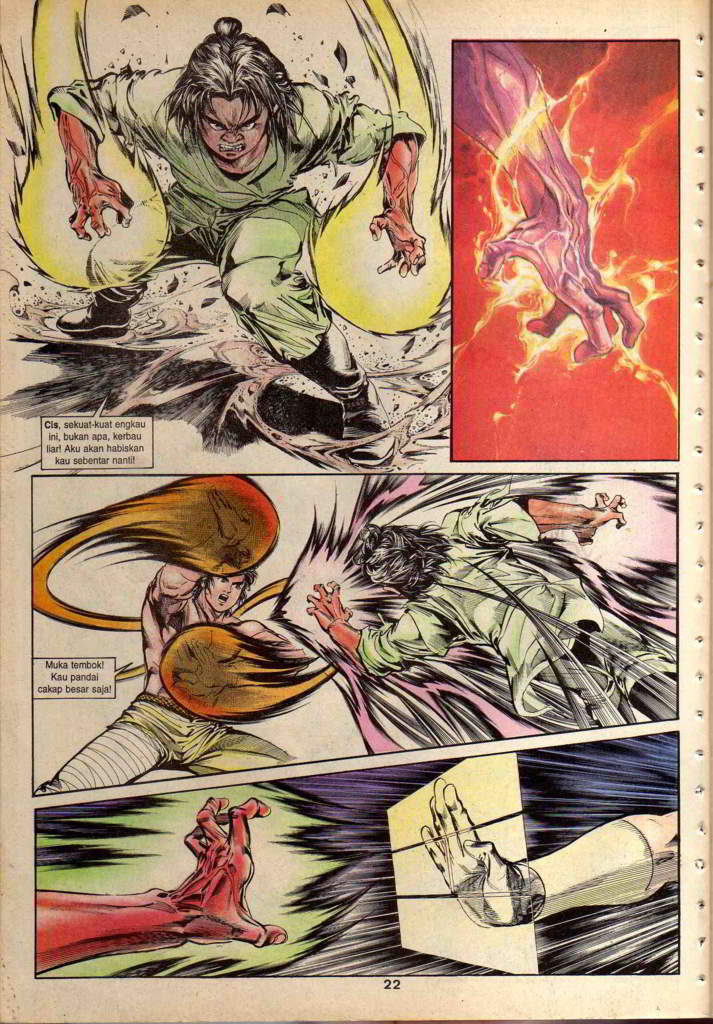 Cis, sekuat-kuat engkau
ini, bukan apa, kerbau
liar! Aku akan habiskan
kau sebentar nanti!
Muka tembok!
Kau pandai
cakap besar saja!
22